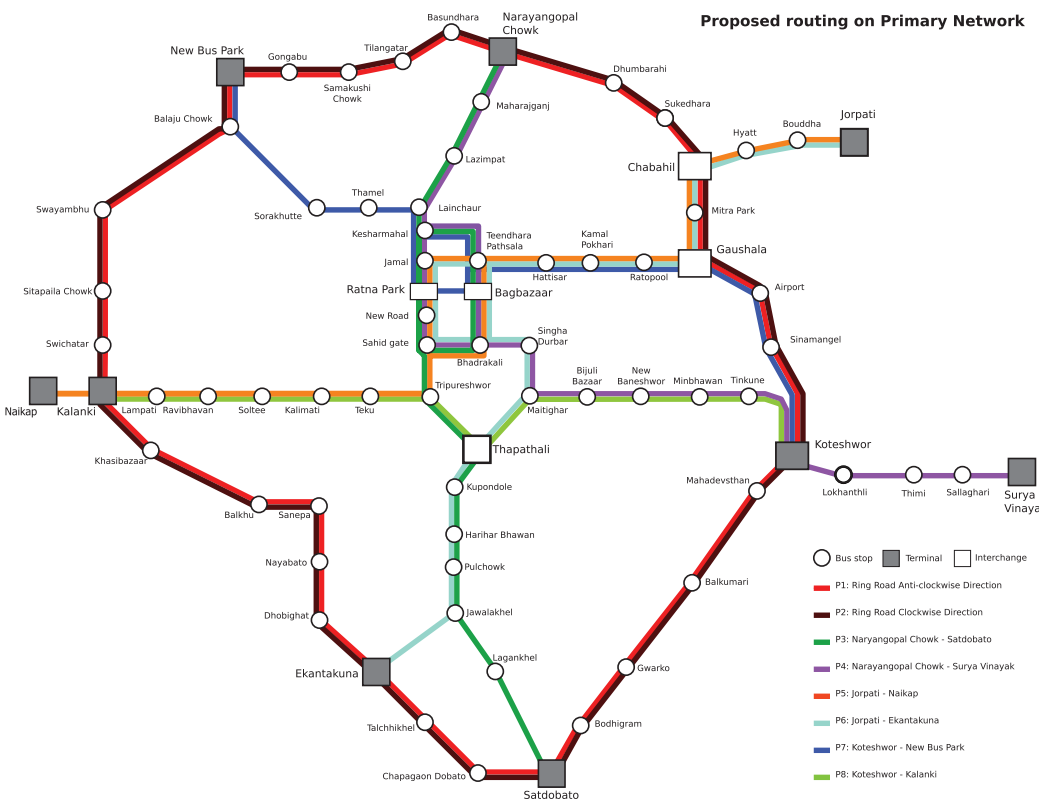 Proposed routing on Primary Network
Narayangopal
Chowk
Basundhara
New Bus Park
Gongabu
Tilangatar
Samakushi
Chowk
Dhumbarahi
Maharajganj
Sukedhara
Balaju Chowk
Jorpati
Bouddha
Hyatt
Chabahil
Lazimpat
Thamel
Sorakhutte
Lainchaur
Swayambhu
Mitra Park
Kesharmahal
Teendhara
Pathsala
Kamal
Pokhari
Gaushala
Jamal
Hattisar
Ratopool
Ratna Park
Bagbazaar
Airport
Sitapaila Chowk
New Road
Swichatar
Sahid gate
Singha
Durbar
Sinamangel
Bhadrakali
Bijuli
Bazaar
New
Baneshwor
Minbhawan
Tinkune
Tripureshwor
Naikap
Kalanki
Lampati
Ravibhavan
Soltee
Kalimati
Teku
Maitighar
Thapathali
Koteshwor
Khasibazaar
Mahadevsthan
Kupondole
Lokhanthli
Thimi
Sallaghari
Surya
Vinaya
Balkhu
Sanepa
Harihar Bhawan
Nayabato
Pulchowk
Balkumari
Dhobighat
Jawalakhel
Ekantakuna
Lagankhel
Gwarko
Talchhikhel
Bodhigram
Chapagaon Dobato
Satdobato
Bus stop
Terminal
Interchange
P1: Ring Road Anti-clockwise Direction
P2: Ring Road Clockwise Direction
P3: Naryangopal Chowk - Satdobato
P4: Narayangopal Chowk - Surya Vinayak
P5: Jorpati - Naikap
P6: Jorpati - Ekantakuna
P7: Koteshwor - New Bus Park
P8: Koteshwor - Kalanki